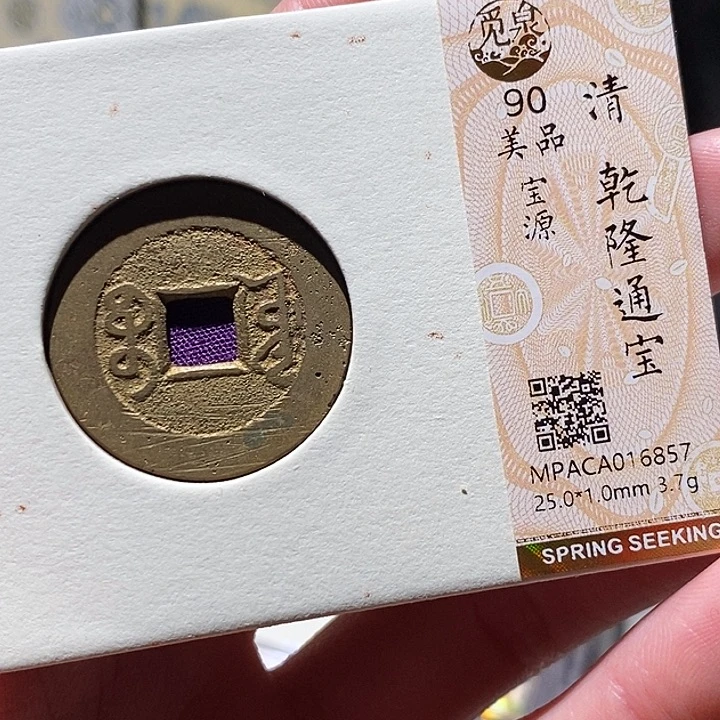 觅泉
90
美品
宝源
清 乾隆通宝
MPACA016857
25.0*1.0mm 3.7g
SPRING SEEKING